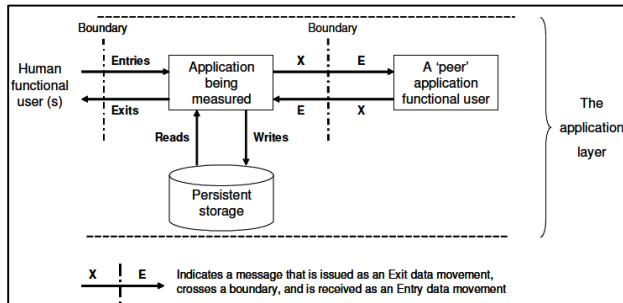 Boundary
Boundary
Entries
X
E
Human
functional
user (s)
Application
being
measured
A ‘peer’
application
functional user
Exits
E
X
The
application
layer
Reads
Writes
Persistent
storage
X
E
Indicates a message that is issued as an Exit data movement,
crosses a boundary, and is received as an Entry data movement